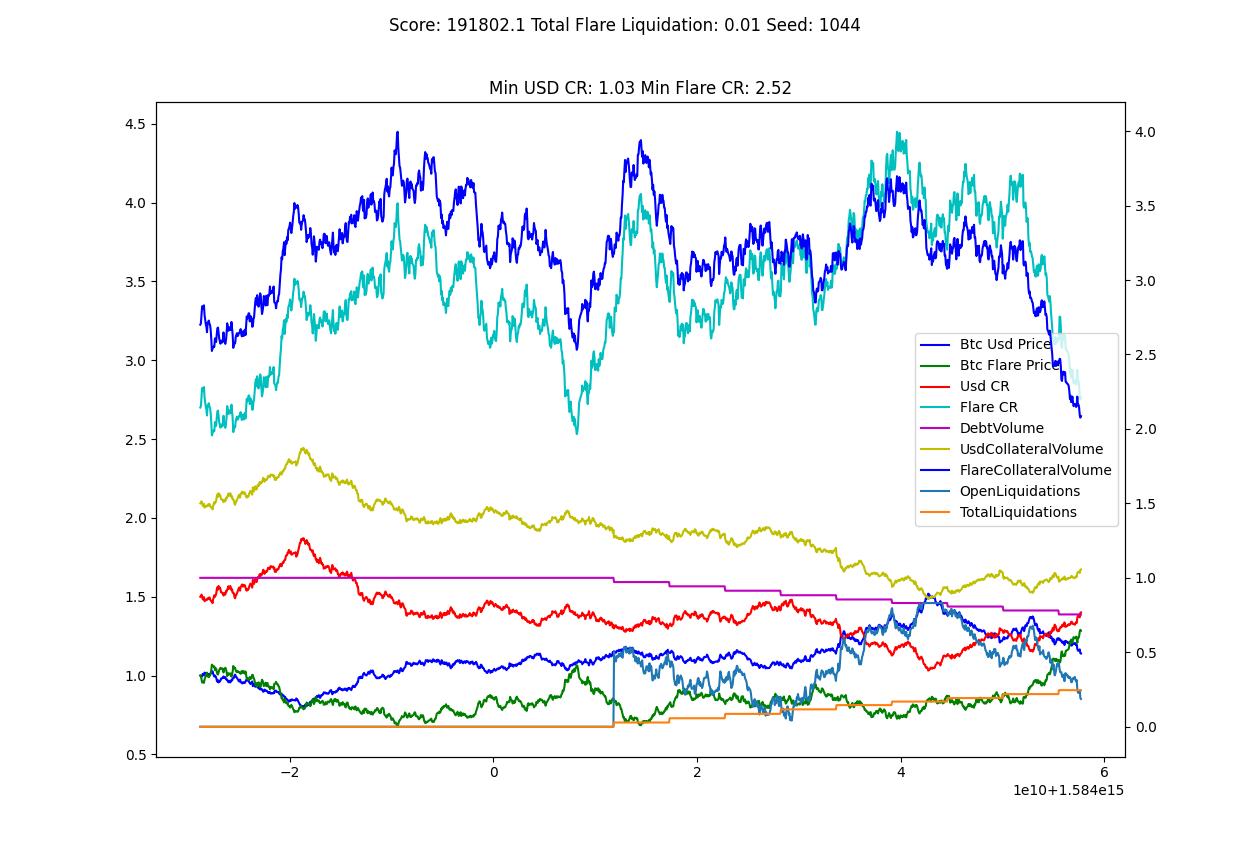 Score: 191802.1 Total Flare Liquidation: 0.01 Seed: 1044
Min USD CR: 1.03 Min Flare CR: 2.52
4.5
4.0
3.5
3.0
2.5
2.0
1.5
1.0
0.5
4.0
3.5
3.0
2.5
2.0
1.5
1.0
0.5
0.0
Btc Usd Price
Btc Flare Price
Usd CR
Flare CR
DebtVolume
UsdCollateralVolume
FlareCollateralVolume
OpenLiquidations
TotalLiquidations
−2
0
2
4
6
1e10+1.584e15